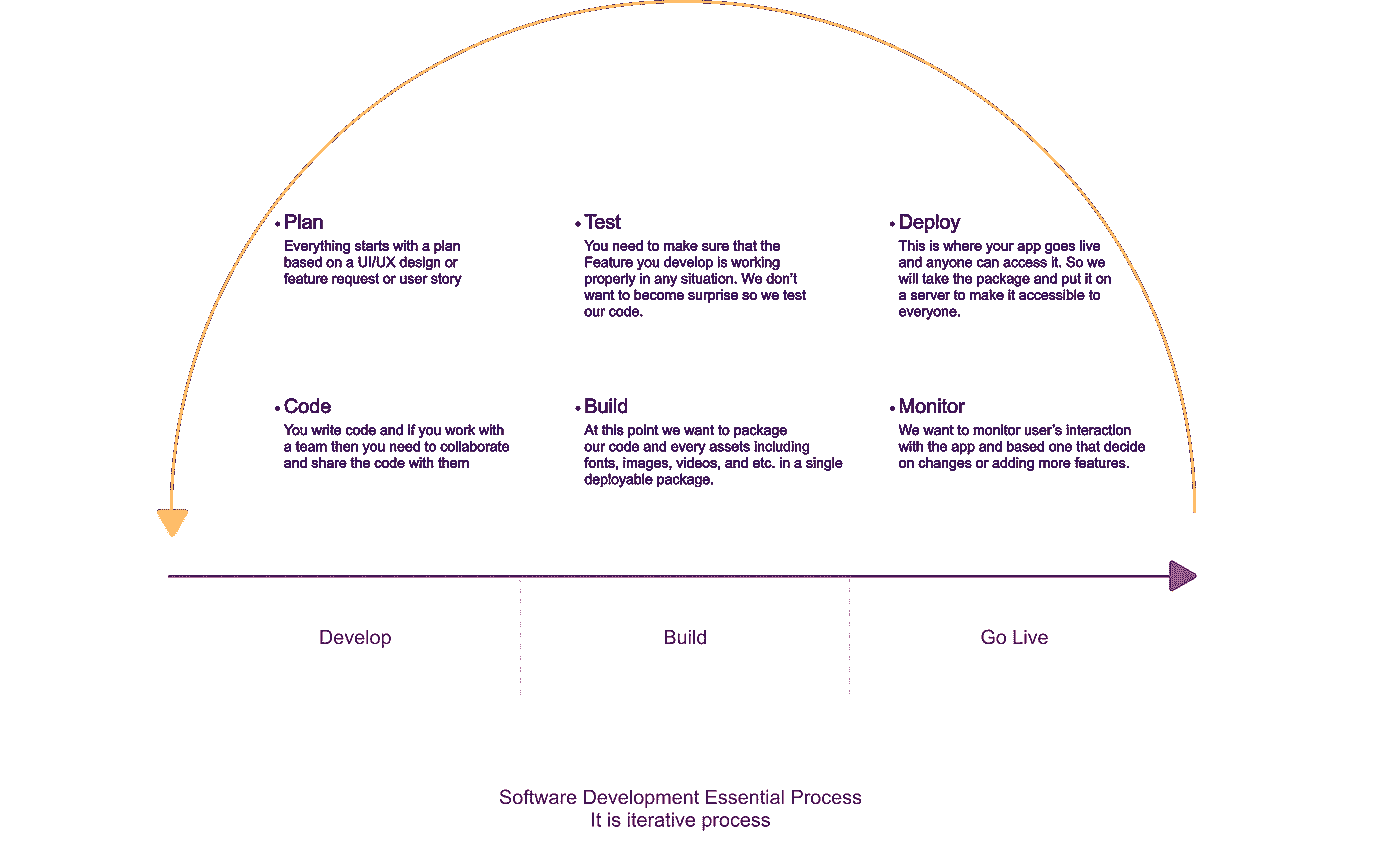 Plan
Everything starts with a plan
based on a UI/UX design or
feature request or user story
Code
You write code and if you work with
a team then you need to collaborate
and share the code with them
Test
You need to make sure that the
Feature you develop is working
properly in any situation. We don't
want to become surprise so we test
our code.
Build
At this point we want to package
our code and every assets including
fonts, images, videos, and etc. in a single
deployable package.
Deploy
This is where your app goes live
and anyone can access it. So we
will take the package and put it on
a server to make it accessible to
everyone.
Monitor
We want to monitor user's interaction
with the app and based one that decide
on changes or adding more features.
Develop
Build
Go Live
Software Development Essential Process
It is iterative process